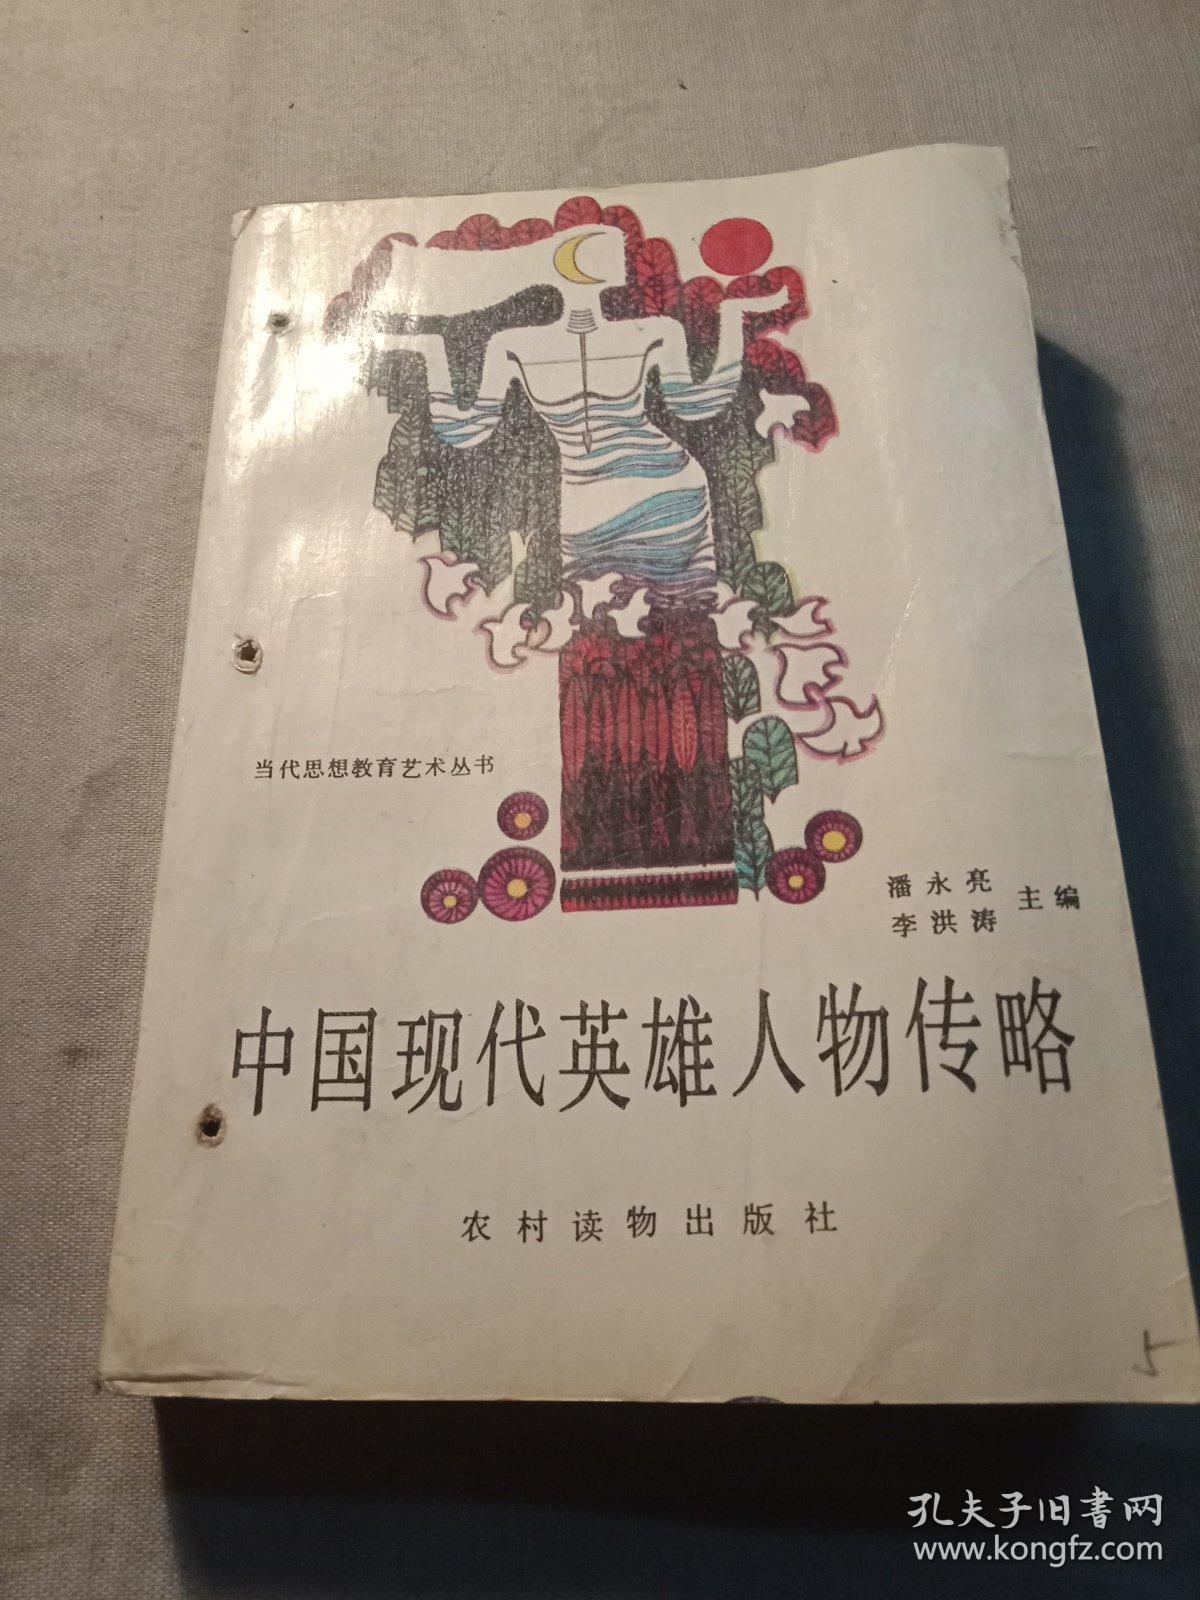 当代思想教育艺术丛书
潘永亮
李洪涛
主编
中国现代英雄人物传略
农村读物出版社
5
孔夫子旧書网
www.kongfz.com